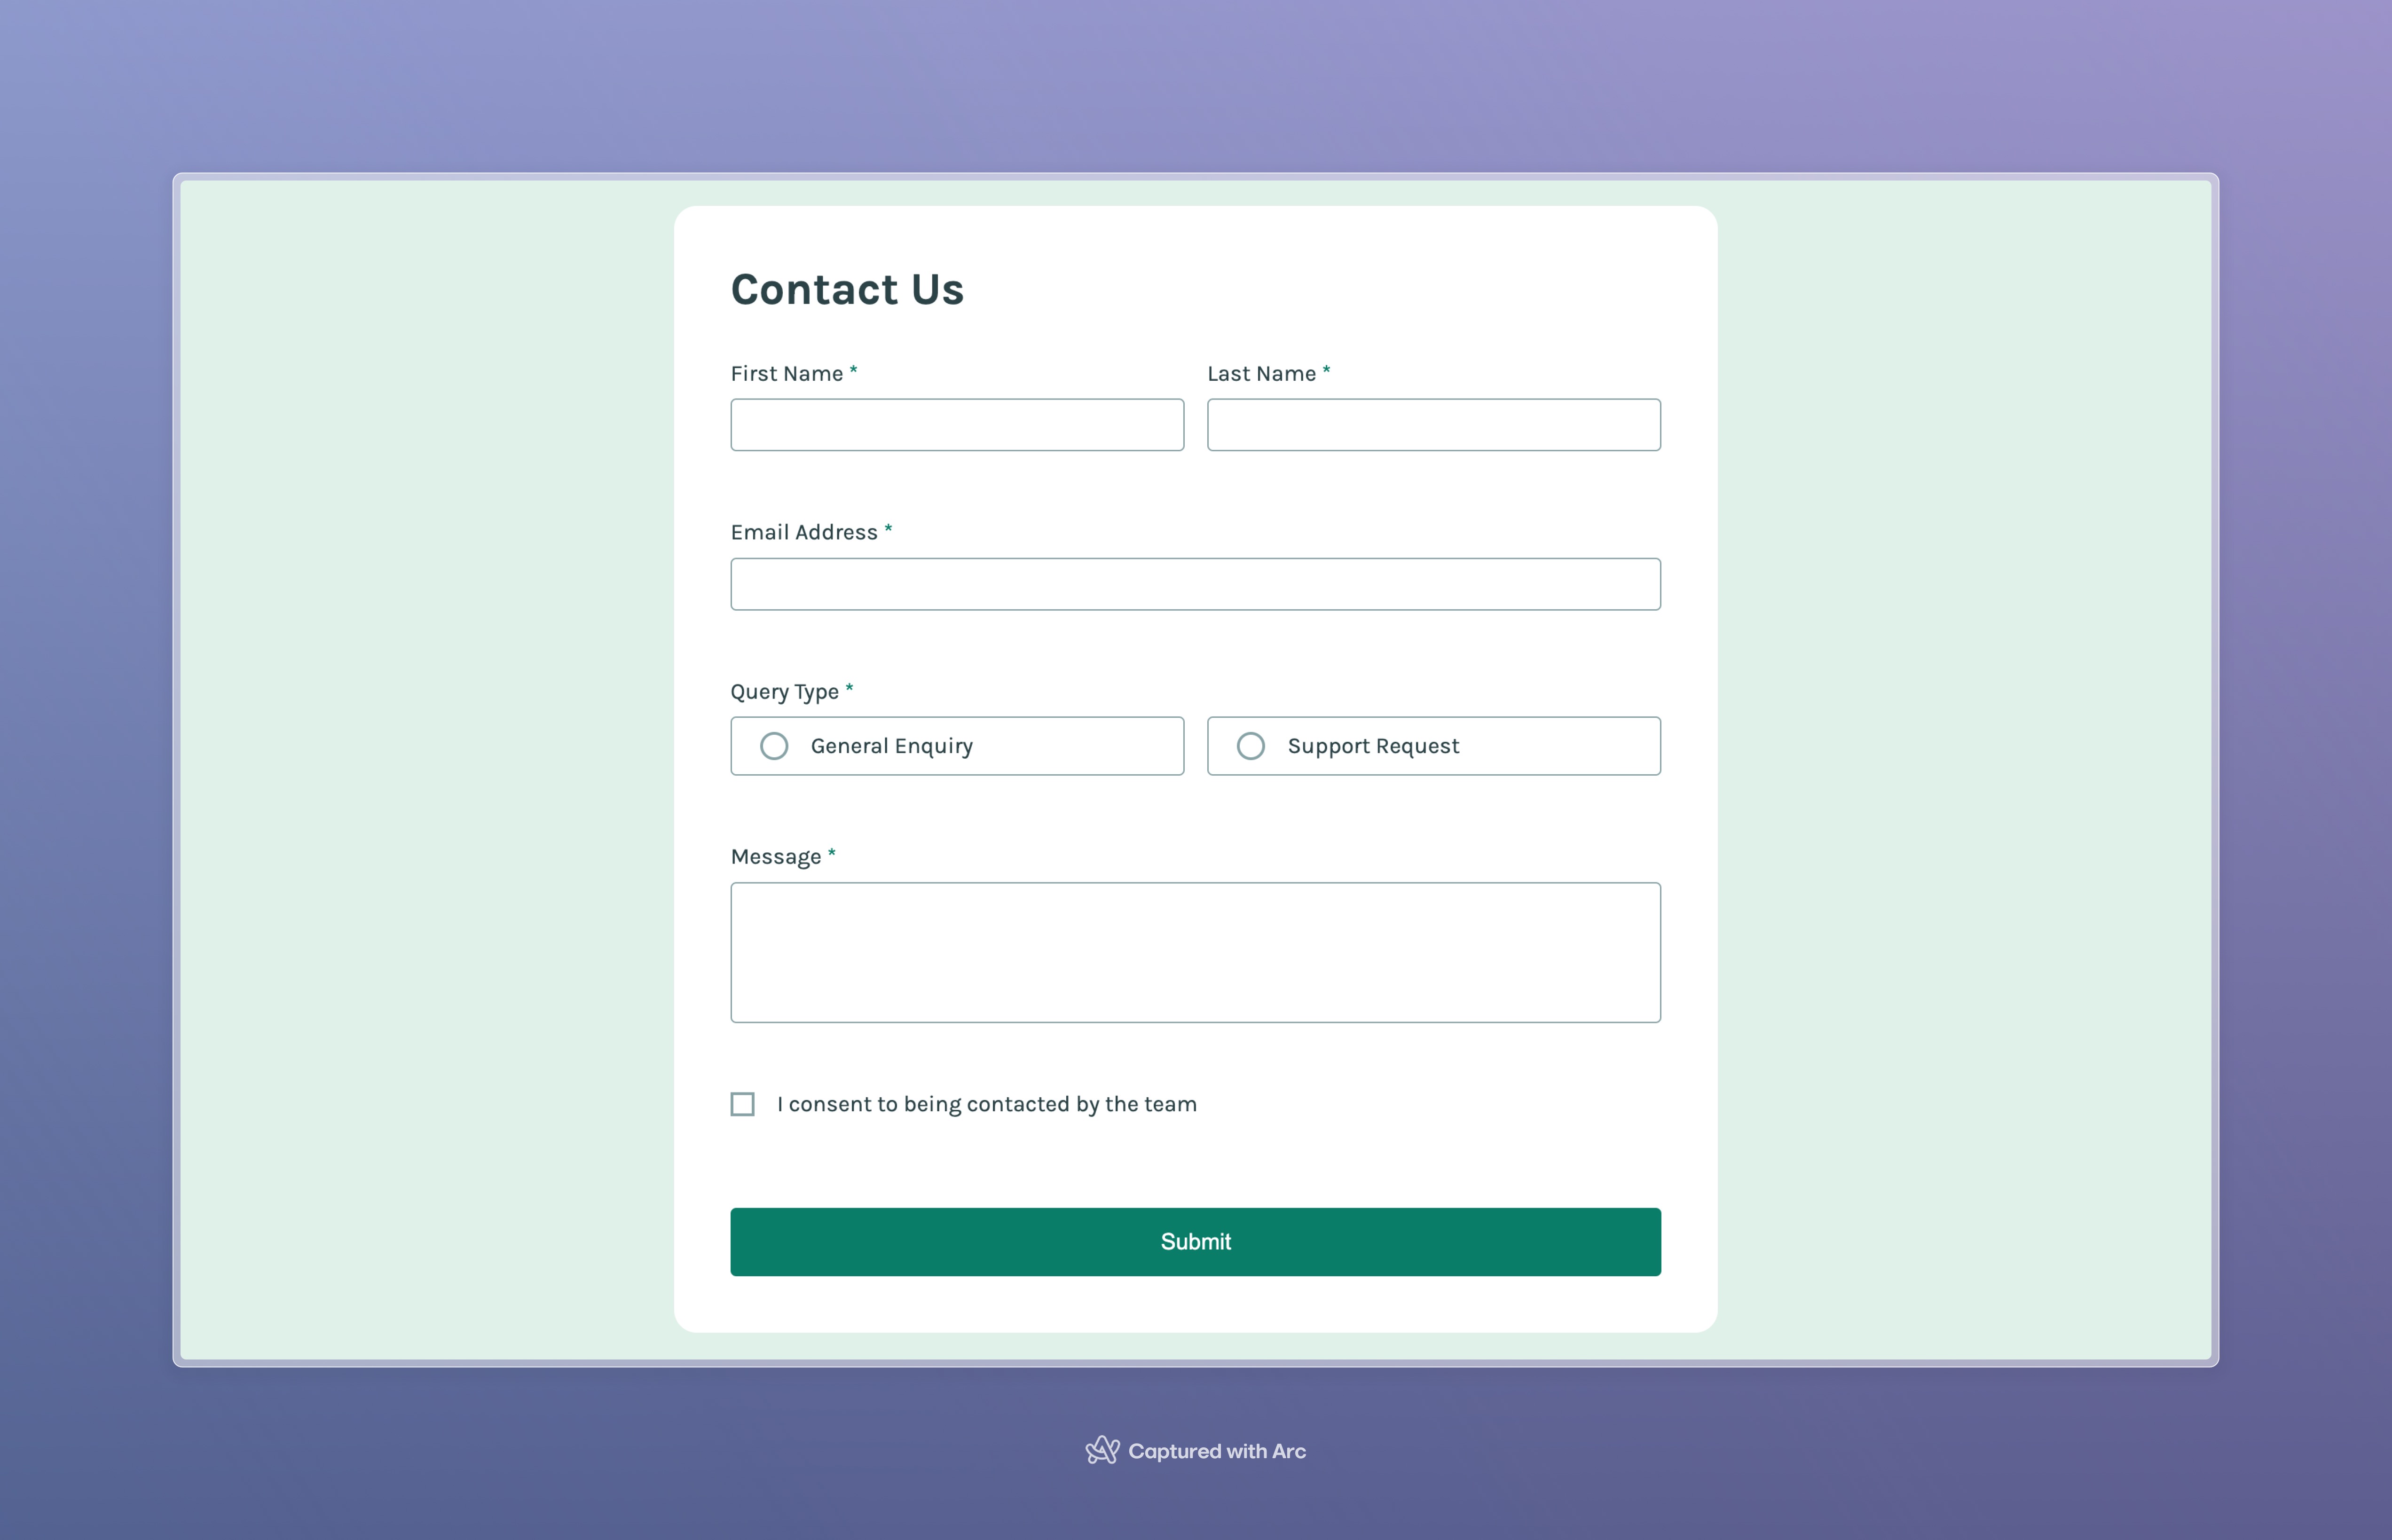 Contact Us
First Name * Last Name *
Email Address *
Query Type *
General Enquiry Support Request
Message *
I consent to being contacted by the team
Submit
Captured with Arc